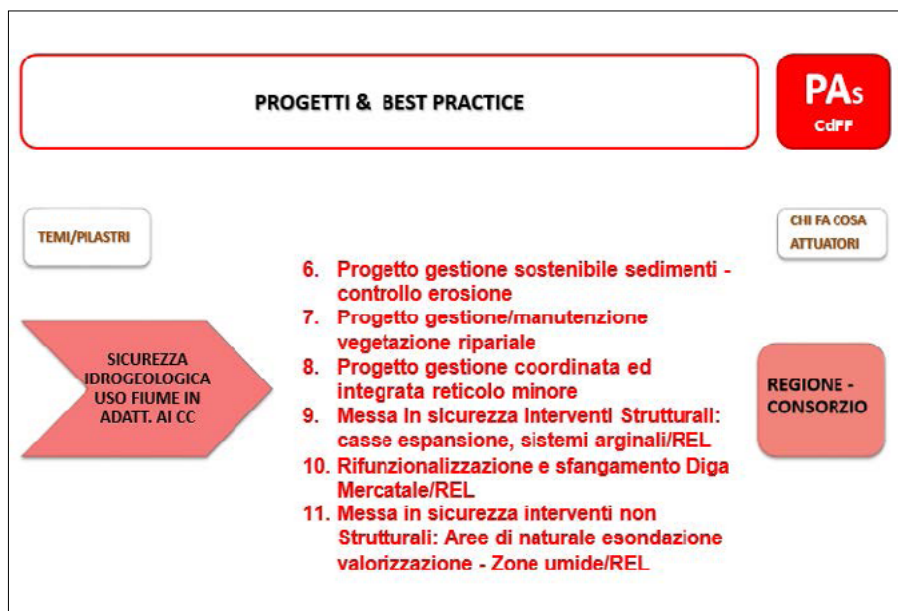 PROGETTI & BEST PRACTICE
PAs
CdFF
TEMI/PILASTRI
CHI FA COSA
ATTUATORI
SICUREZZA
IDROGEOLOGICA
USO FIUME IN
ADATT. AI CC
6. Progetto gestione sostenibile sedimenti -
controllo erosione
7. Progetto gestione/manutenzione
vegetazione ripariale
8. Progetto gestione coordinata ed
integrata reticolo minore
9. Messa in sicurezza Interventi Strutturali:
casse espansione, sistemi arginali/REL
10. Rifunzionalizzazione e sfangamento Diga
Mercatale/REL
11. Messa in sicurezza interventi non
Strutturali: Aree di naturale esondazione
valorizzazione - Zone umide/REL
REGIONE -
CONSORZIO